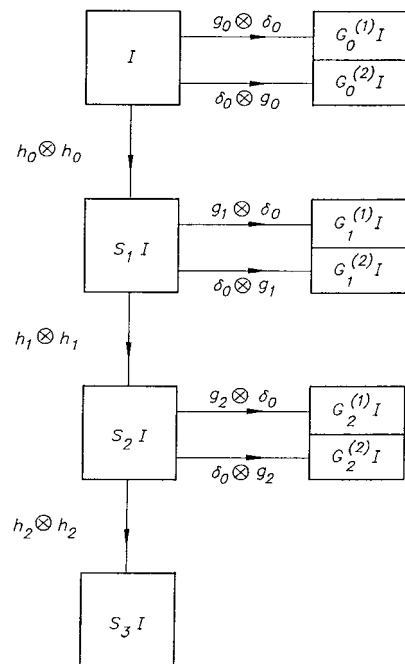 g₀ ⊗ δ₀
I
G₀⁽¹⁾I
G₀⁽²⁾I
δ₀ ⊗ g₀
h₀ ⊗ h₀
g₁ ⊗ δ₀
G₁⁽¹⁾I
S₁ I
G₁⁽²⁾I
δ₀ ⊗ g₁
h₁ ⊗ h₁
g₂ ⊗ δ₀
G₂⁽¹⁾I
S₂ I
G₂⁽²⁾I
δ₀ ⊗ g₂
h₂ ⊗ h₂
S₃ I